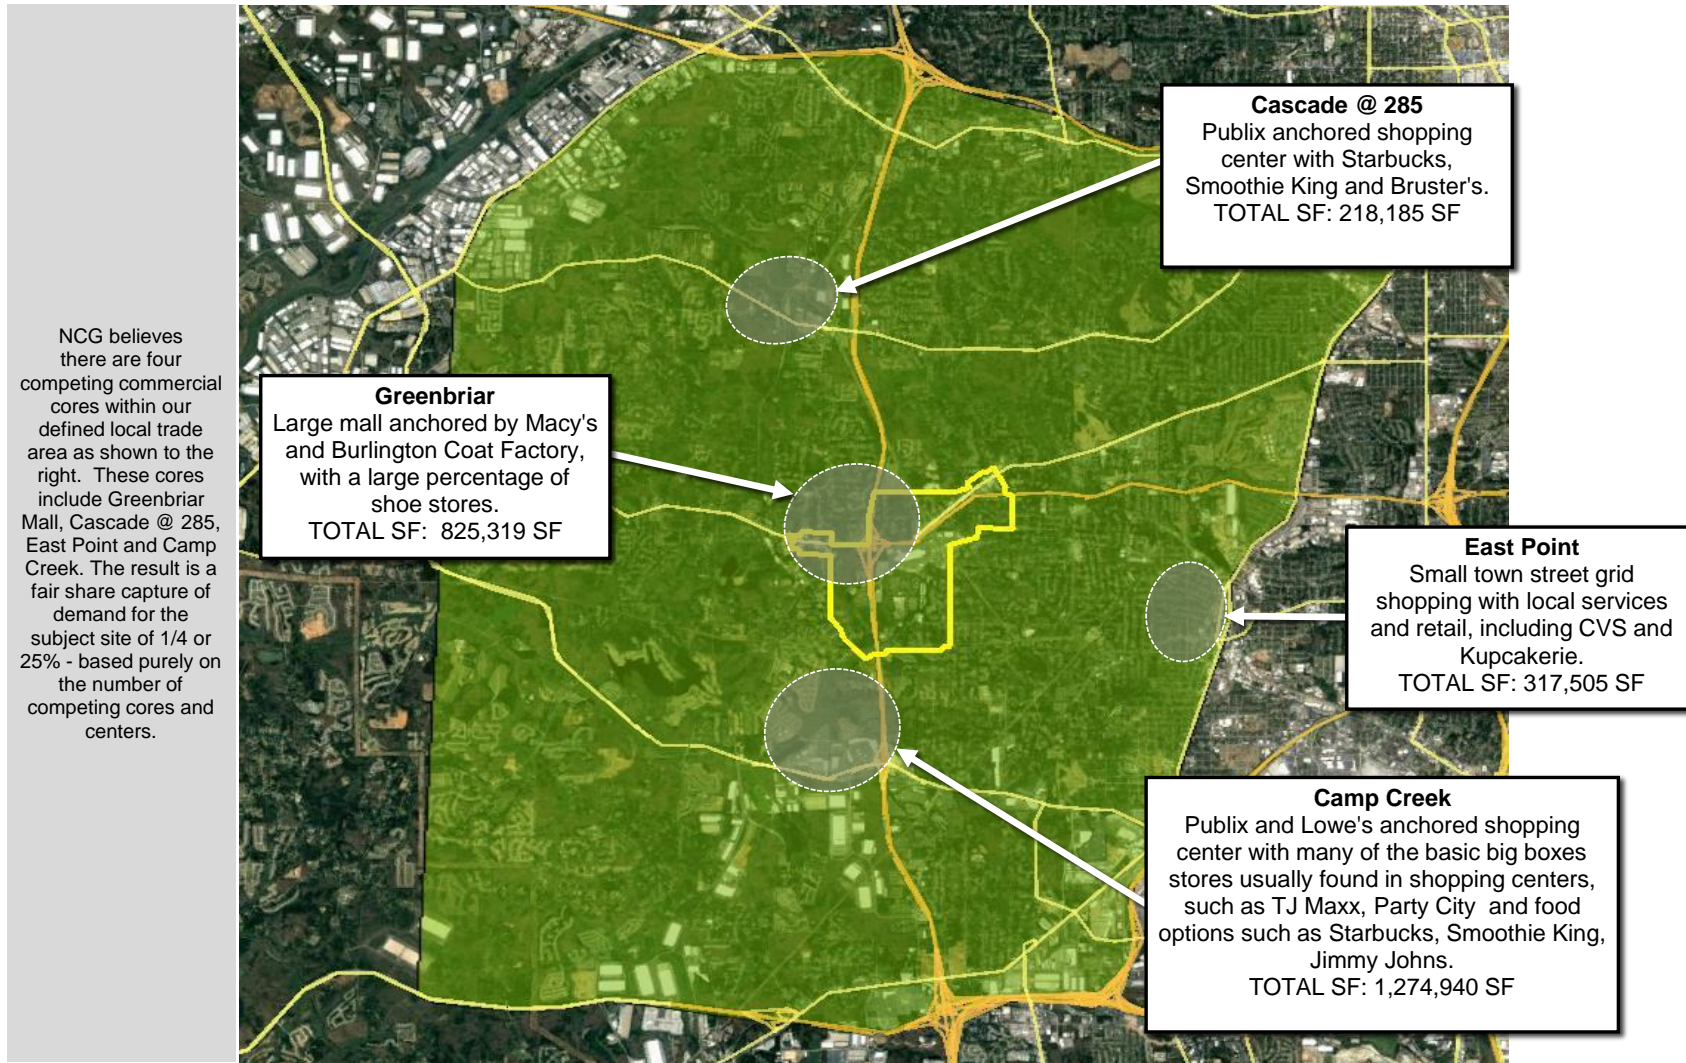 NCG believes
there are four
competing commercial
cores within our
defined local trade
area as shown to the
right.  These cores
include Greenbriar
Mall, Cascade @ 285,
East Point and Camp
Creek. The result is a
fair share capture of
demand for the
subject site of 1/4 or
25% - based purely on
the number of
competing cores and
centers.
Cascade @ 285
Publix anchored shopping
center with Starbucks,
Smoothie King and Bruster's.
TOTAL SF: 218,185 SF
Greenbriar
Large mall anchored by Macy's
and Burlington Coat Factory,
with a large percentage of
shoe stores.
TOTAL SF:  825,319 SF
East Point
Small town street grid
shopping with local services
and retail, including CVS and
Kupcakerie.
TOTAL SF: 317,505 SF
Camp Creek
Publix and Lowe's anchored shopping
center with many of the basic big boxes
stores usually found in shopping centers,
such as TJ Maxx, Party City  and food
options such as Starbucks, Smoothie King,
Jimmy Johns.
TOTAL SF: 1,274,940 SF